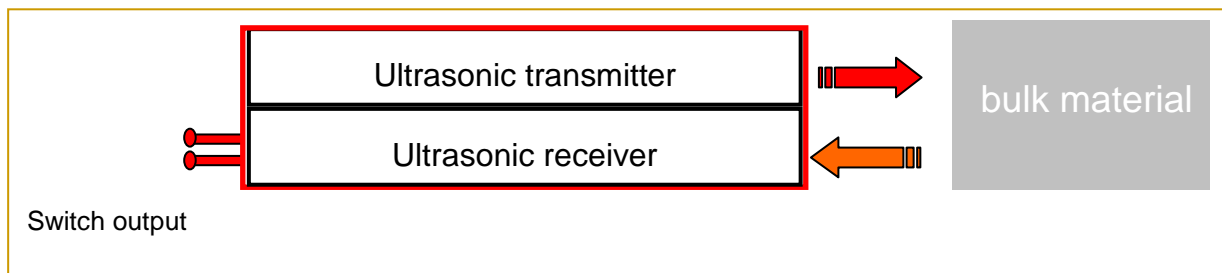 Ultrasonic transmitter
bulk material
Ultrasonic receiver
Switch output